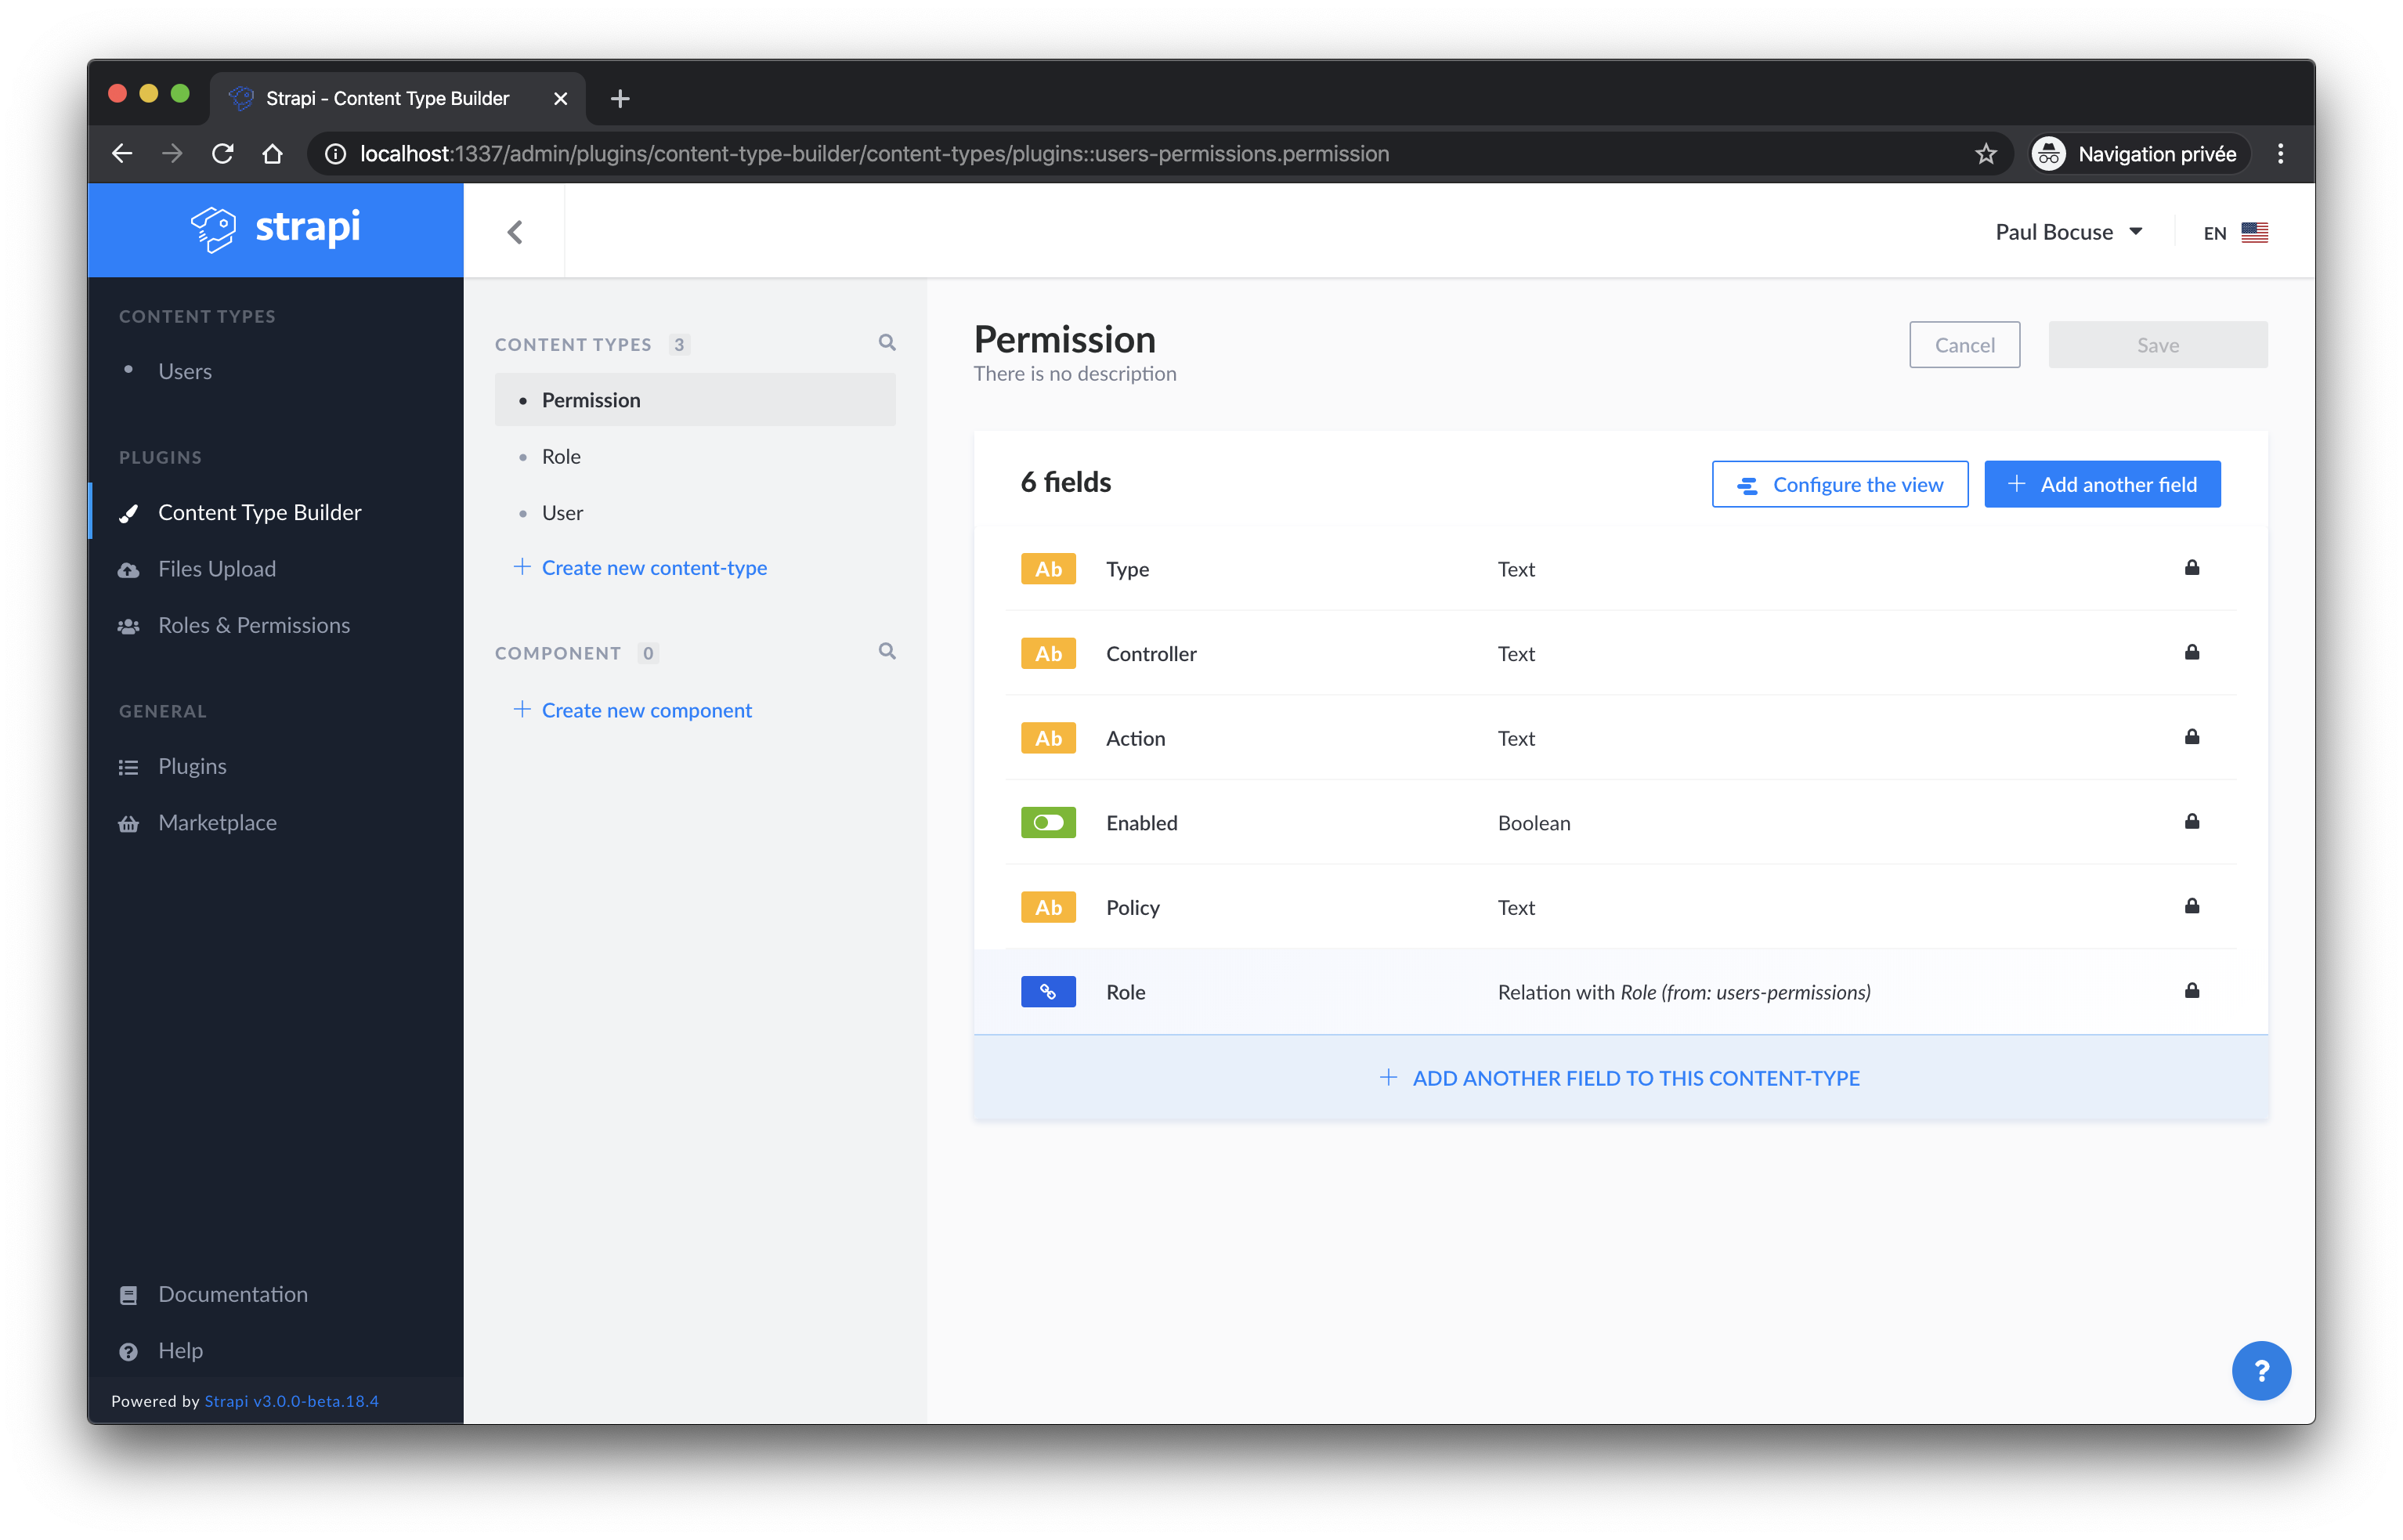 Strapi - Content Type Builder
localhost:1337/admin/plugins/content-type-builder/content-types/plugins::users-permissions.permission
Navigation privée
strapi
Paul Bocuse
EN
CONTENT TYPES
Users
PLUGINS
Content Type Builder
Files Upload
Roles & Permissions
GENERAL
Plugins
Marketplace
Documentation
Help
Powered by Strapi v3.0.0-beta.18.4
CONTENT TYPES 3
Permission
Role
User
Create new content-type
COMPONENT 0
Create new component
Permission
There is no description
Cancel
Save
6 fields
Configure the view
Add another field
Ab Type Text
Ab Controller Text
Ab Action Text
Enabled Boolean
Ab Policy Text
Role Relation with Role (from: users-permissions)
ADD ANOTHER FIELD TO THIS CONTENT-TYPE
?